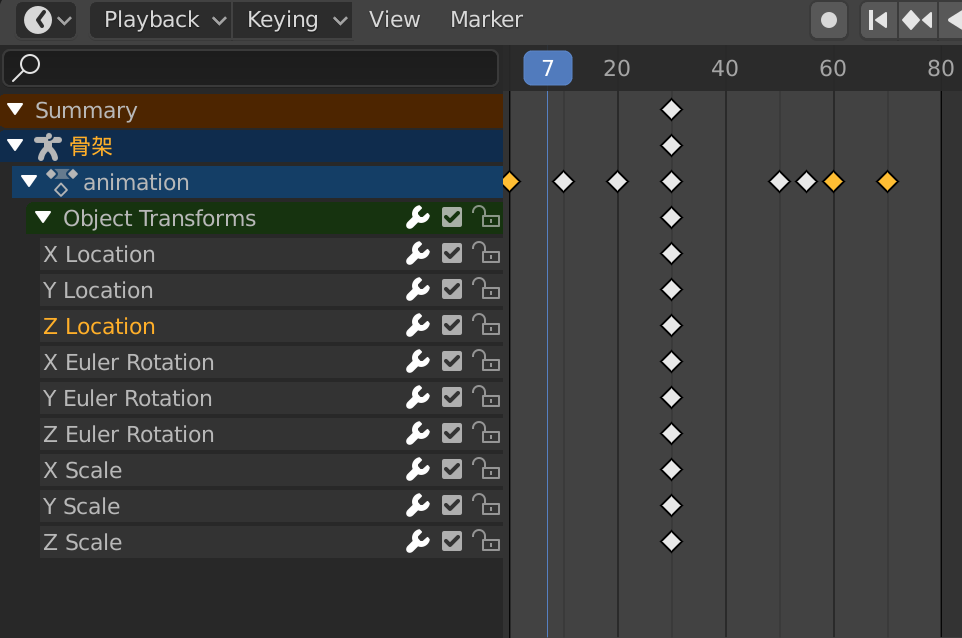 Playback Keying View Marker
7 20 40 60 80
Summary
骨架
animation
Object Transforms
X Location
Y Location
Z Location
X Euler Rotation
Y Euler Rotation
Z Euler Rotation
X Scale
Y Scale
Z Scale